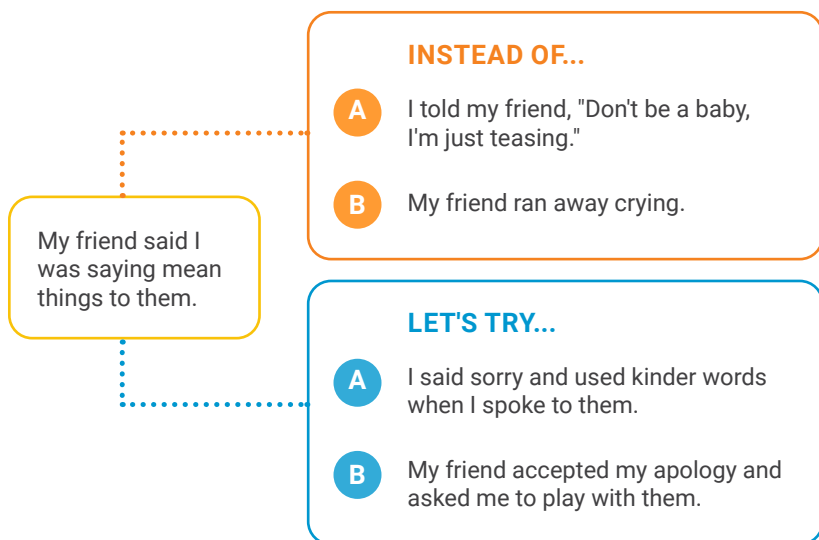 INSTEAD OF...
A
I told my friend, "Don't be a baby,
I'm just teasing."
B
My friend ran away crying.
My friend said I
was saying mean
things to them.
LET'S TRY...
A
I said sorry and used kinder words
when I spoke to them.
B
My friend accepted my apology and
asked me to play with them.